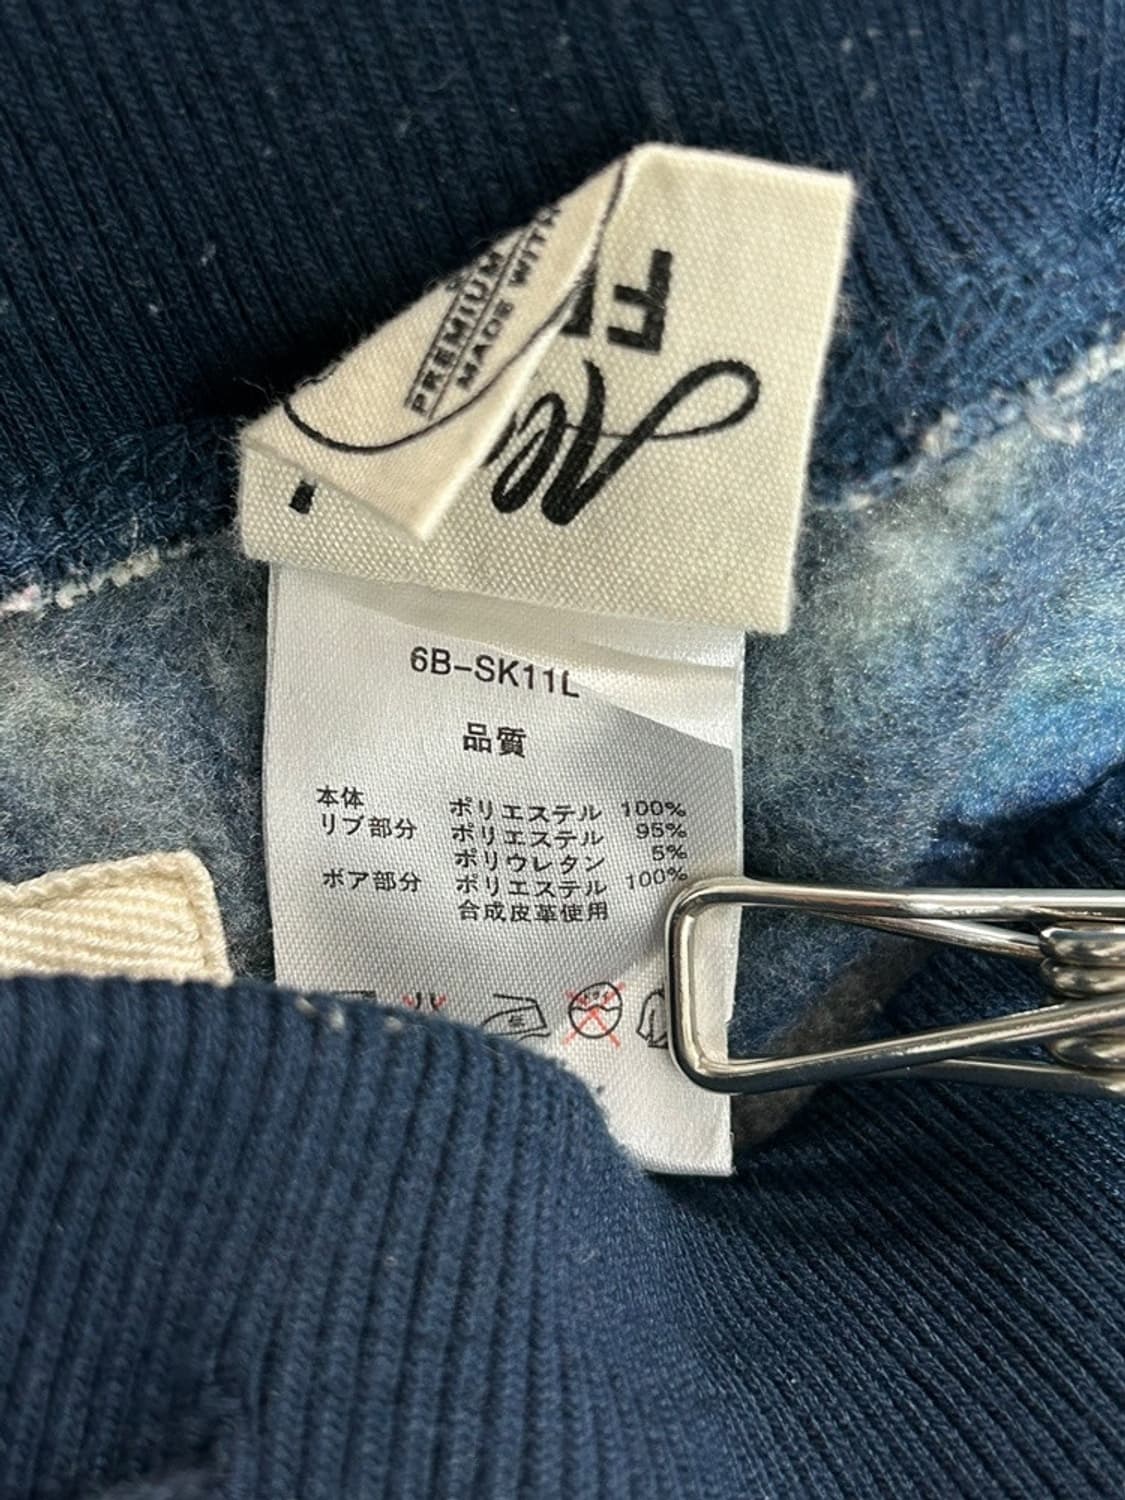 PREMIUM
MADE WITH
6B-SK11L
品質
本体 ポリエステル 100%
リブ部分 ポリエステル 95%
ポリウレタン 5%
ボア部分 ポリエステル 100%
合成皮革使用